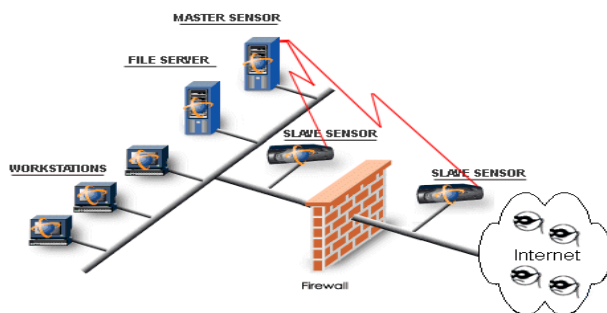 MASTER SENSOR
FILE SERVER
SLAVE SENSOR
WORKSTATIONS
SLAVE SENSOR
Internet
Firewall